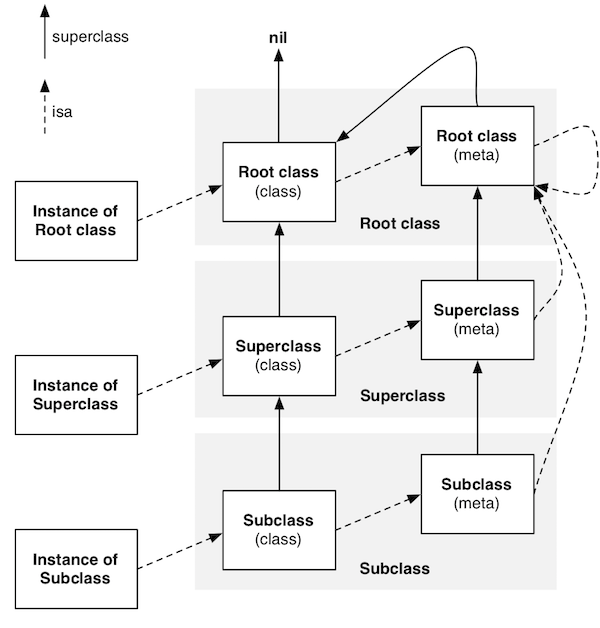 superclass
nil
isa
Root class
(meta)
Root class
(class)
Instance of
Root class
Root class
Superclass
(meta)
Superclass
(class)
Instance of
Superclass
Superclass
Subclass
(meta)
Subclass
(class)
Instance of
Subclass
Subclass